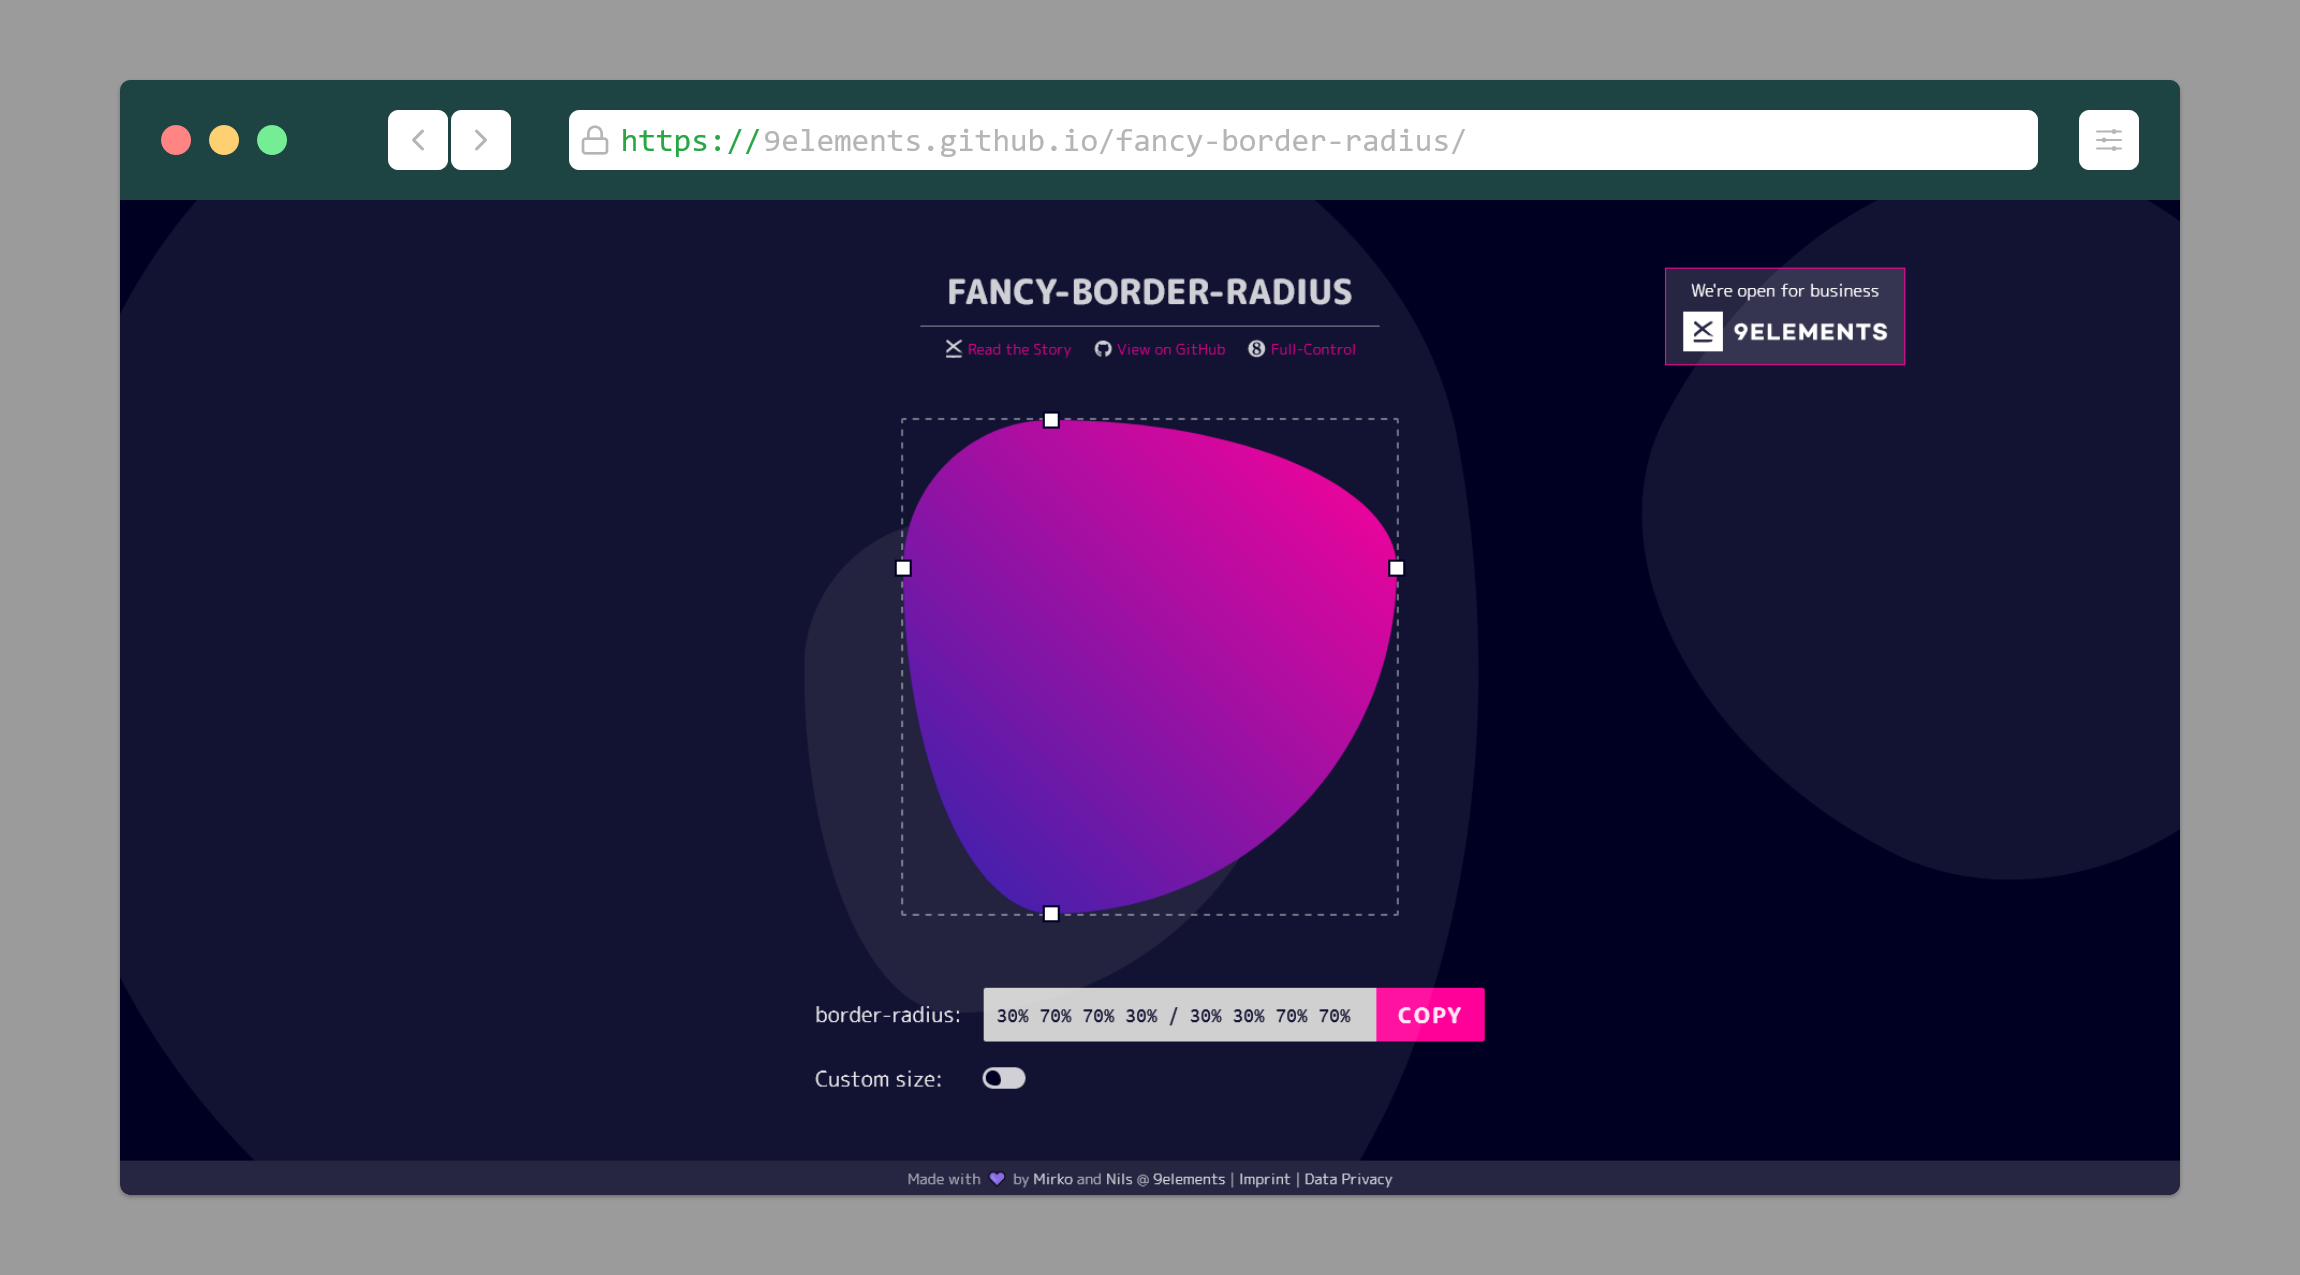 https://9elements.github.io/fancy-border-radius/
FANCY-BORDER-RADIUS
Read the Story View on GitHub Full-Control
We're open for business
9ELEMENTS
border-radius: 30% 70% 70% 30% / 30% 30% 70% 70% COPY
Custom size:
Made with 💜 by Mirko and Nils @ 9elements | Imprint | Data Privacy